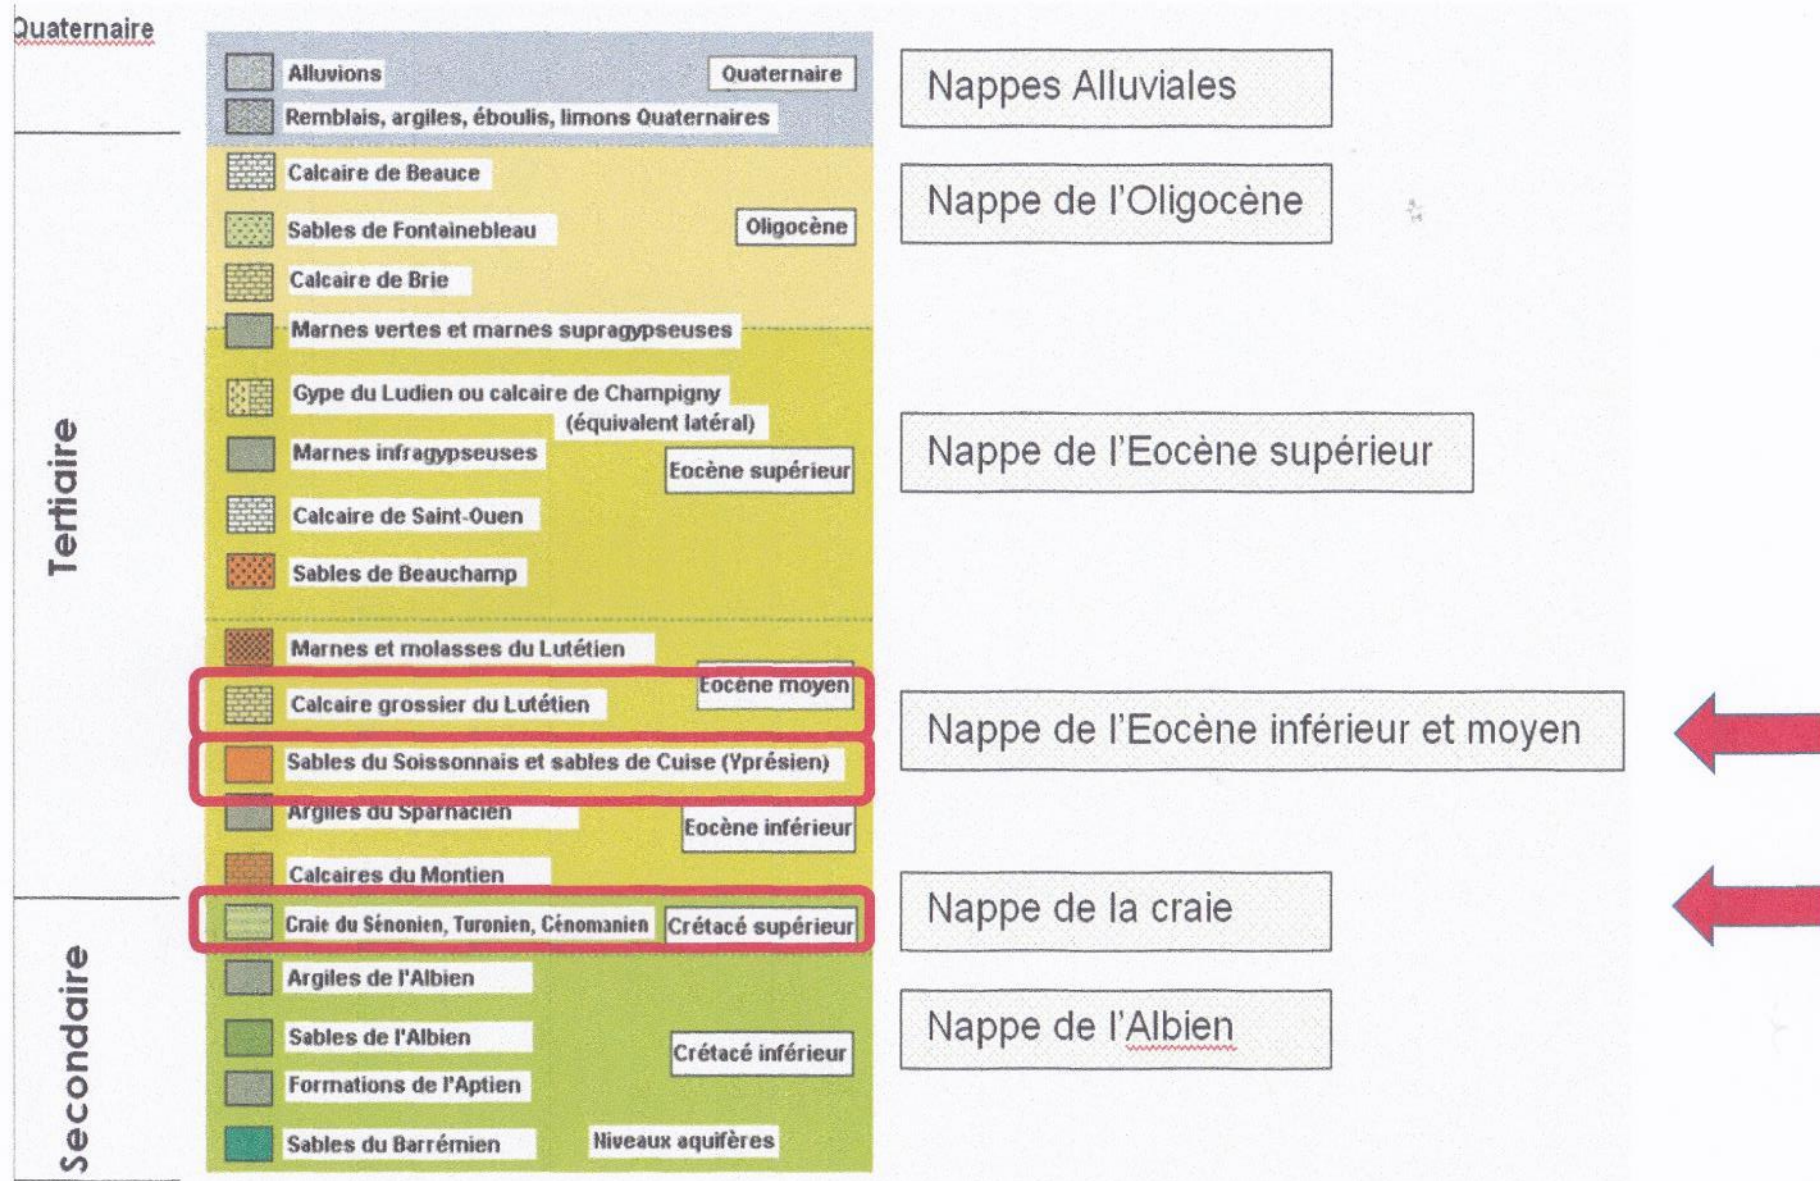 Quaternaire
Alluvions
Quaternaire
Remblais, argiles, éboulis, limons Quaternaires
Nappes Alluviales
Tertiaire
Calcaire de Beauce
Sables de Fontainebleau
Oligocène
Calcaire de Brie
Nappe de l'Oligocène
Marnes vertes et marnes supragypseuses
Gype du Ludien ou calcaire de Champigny
(équivalent latéral)
Marnes infragypseuses
Eocène supérieur
Calcaire de Saint-Ouen
Sables de Beauchamp
Nappe de l'Eocène supérieur
Marnes et molasses du Lutétien
Eocène moyen
Calcaire grossier du Lutétien
Sables du Soissonnais et sables de Cuise (Yprésien)
Nappe de l'Eocène inférieur et moyen
Argiles du Sparnacien
Eocène inférieur
Calcaires du Montien
Secondaire
Craie du Sénonien, Turonien, Cénomanien
Crétacé supérieur
Nappe de la craie
Argiles de l'Albien
Sables de l'Albien
Crétacé inférieur
Formations de l'Aptien
Nappe de l'Albien
Sables du Barrémien
Niveaux aquifères